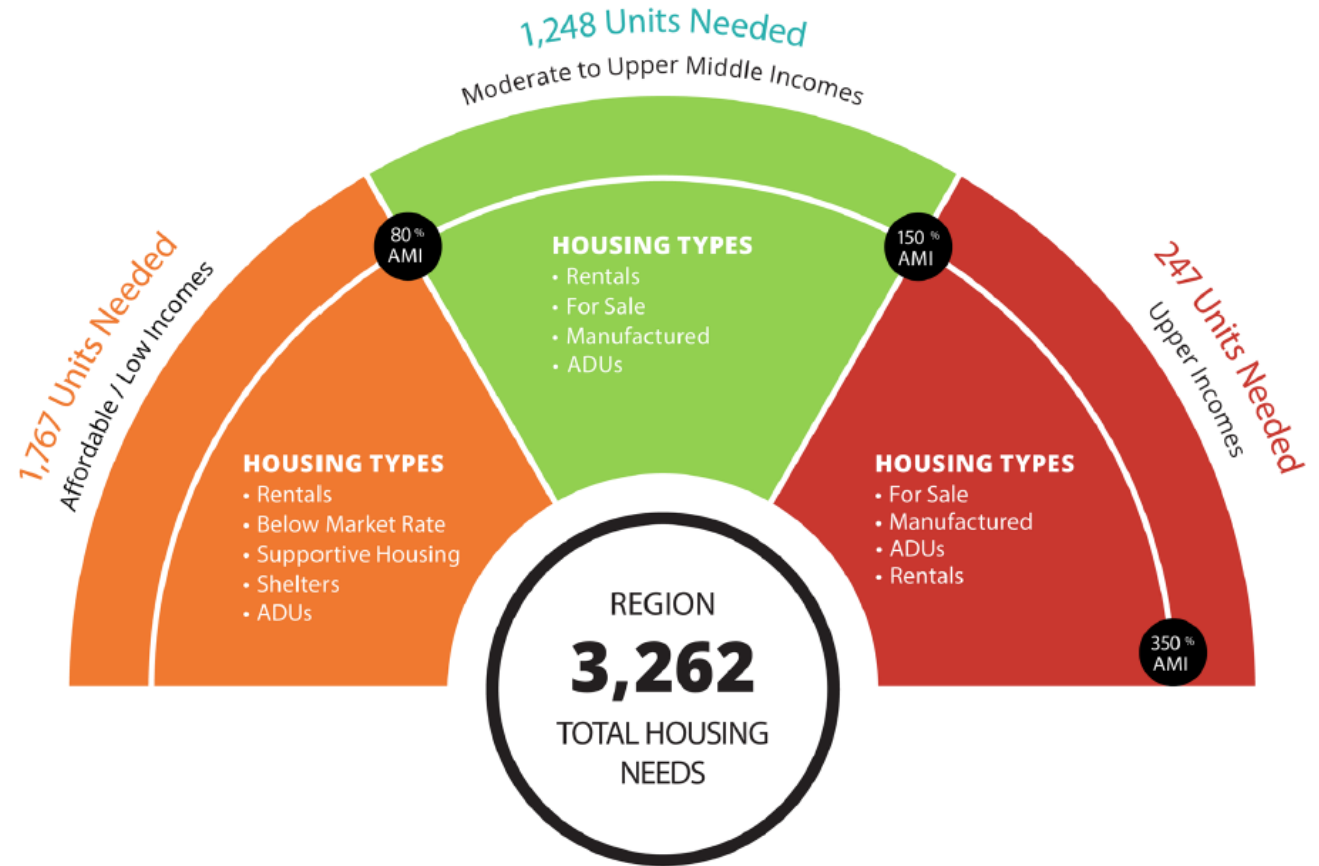 1,248 Units Needed
Moderate to Upper Middle Incomes
1,767 Units Needed
Affordable / Low Incomes
247 Units Needed
Upper Incomes
80 %
AMI
150 %
AMI
350 %
AMI
HOUSING TYPES
• Rentals
• For Sale
• Manufactured
• ADUs
HOUSING TYPES
• Rentals
• Below Market Rate
• Supportive Housing
• Shelters
• ADUs
HOUSING TYPES
• For Sale
• Manufactured
• ADUs
• Rentals
REGION
3,262
TOTAL HOUSING
NEEDS